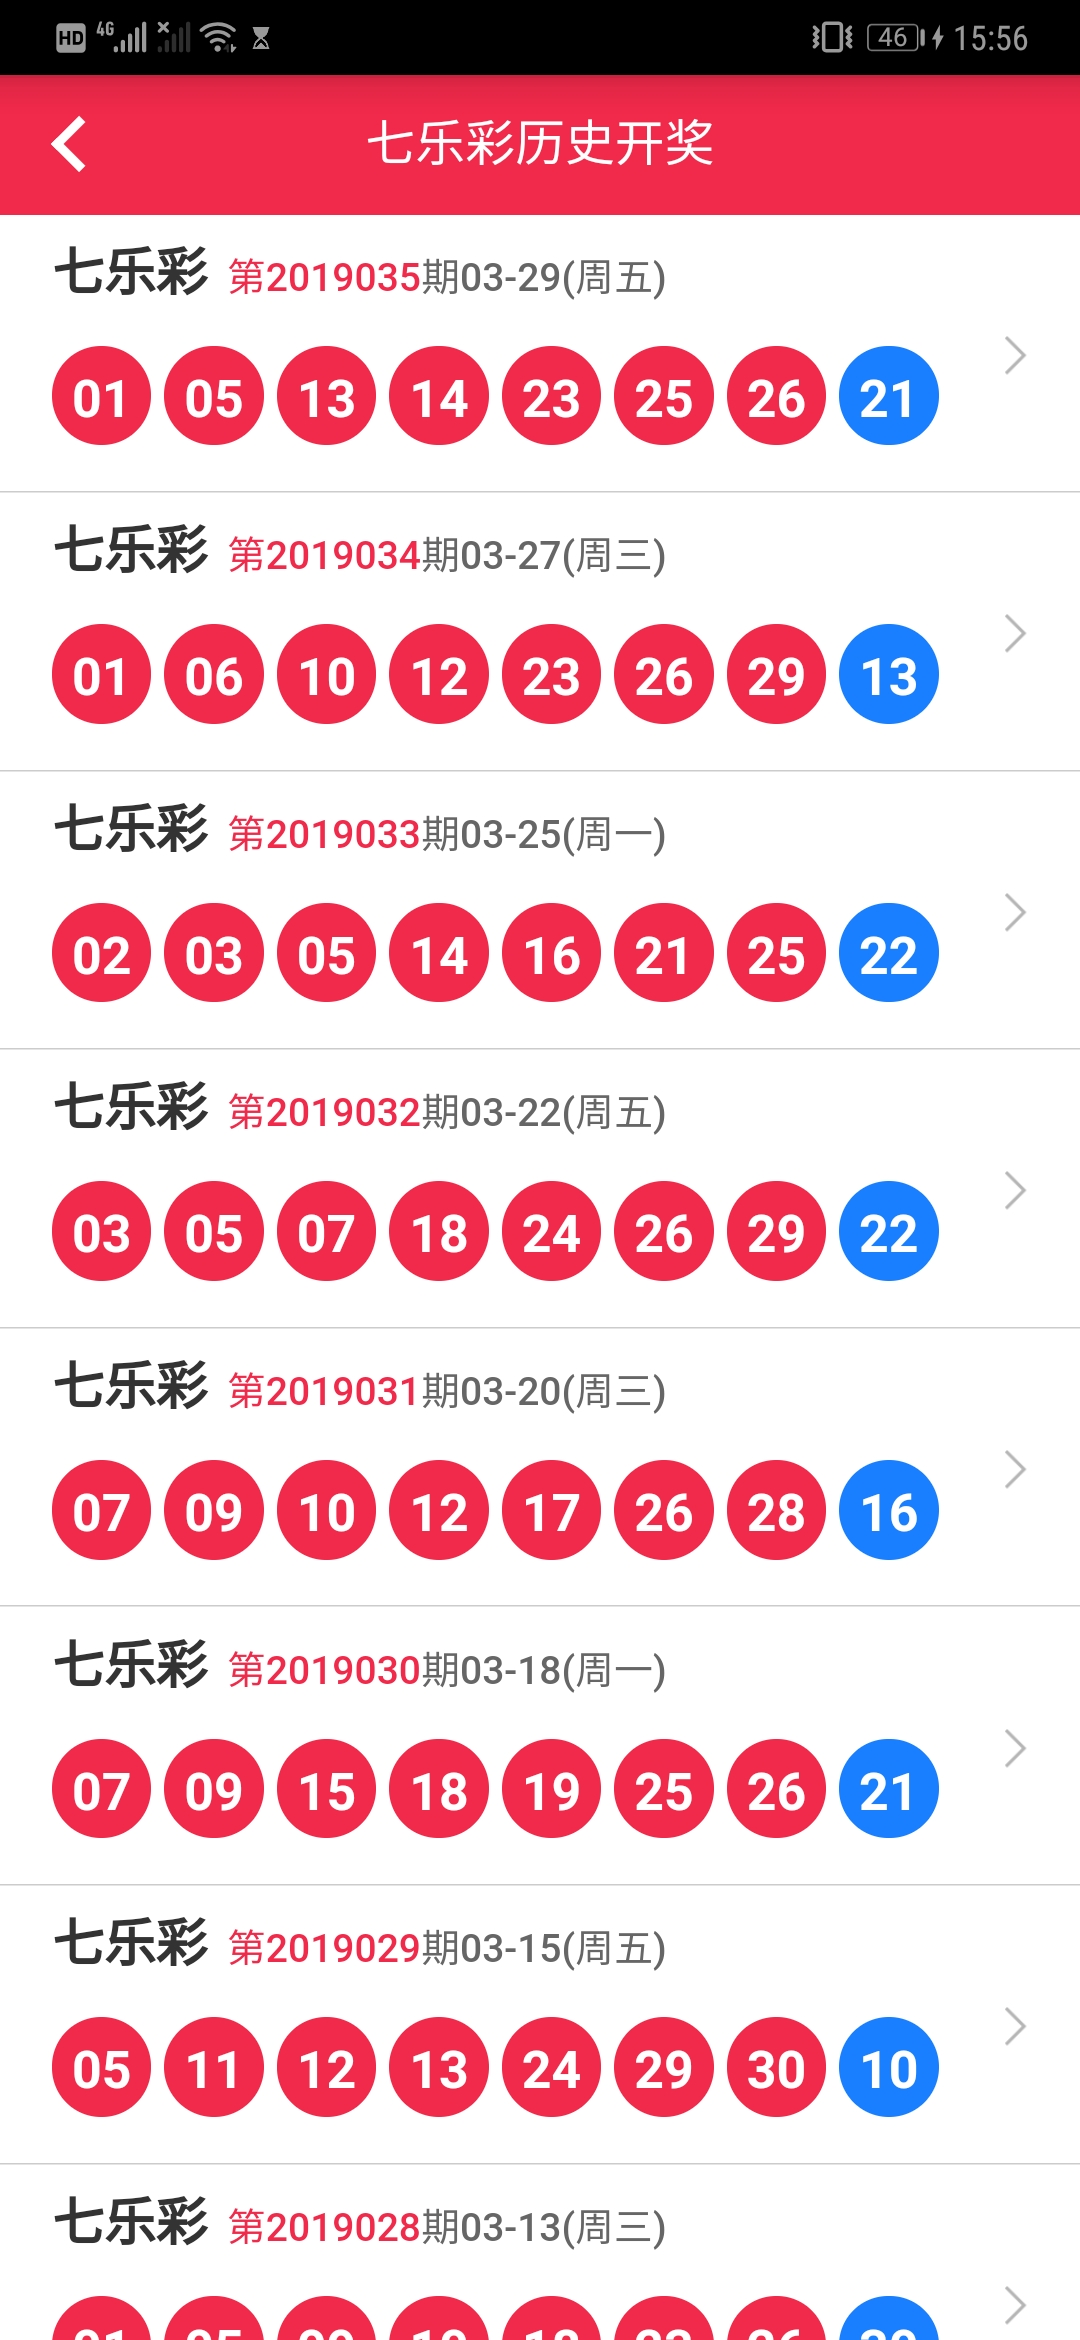 HD 4G 46 15:56
七乐彩历史开奖
七乐彩 第2019035期03-29(周五)
01 05 13 14 23 25 26 21
七乐彩 第2019034期03-27(周三)
01 06 10 12 23 26 29 13
七乐彩 第2019033期03-25(周一)
02 03 05 14 16 21 25 22
七乐彩 第2019032期03-22(周五)
03 05 07 18 24 26 29 22
七乐彩 第2019031期03-20(周三)
07 09 10 12 17 26 28 16
七乐彩 第2019030期03-18(周一)
07 09 15 18 19 25 26 21
七乐彩 第2019029期03-15(周五)
05 11 12 13 24 29 30 10
七乐彩 第2019028期03-13(周三)